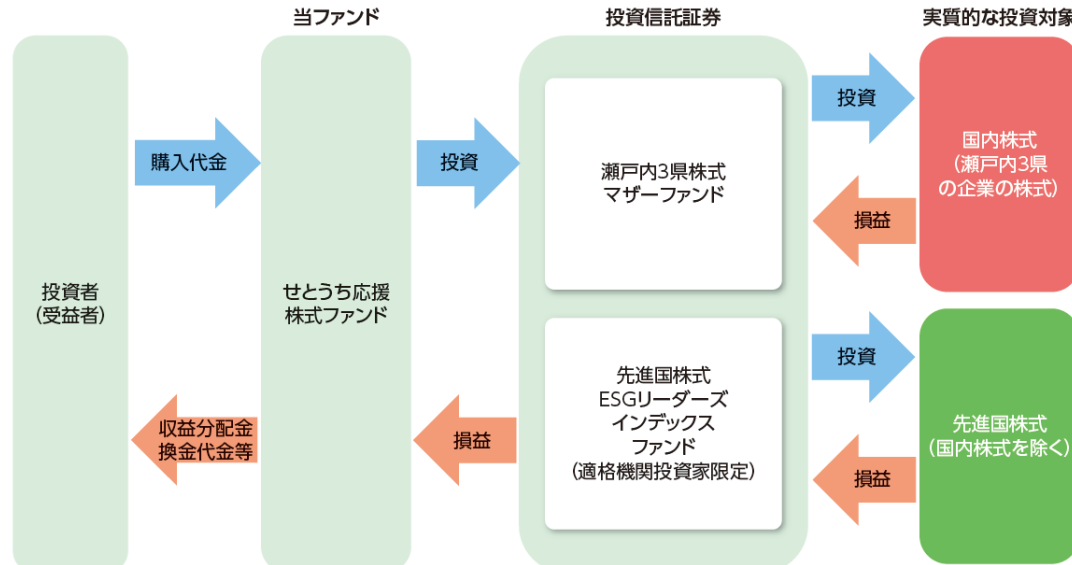 当ファンド
投資信託証券
実質的な投資対象
投資者
(受益者)
購入代金
収益分配金
換金代金等
せとうち応援
株式ファンド
投資
損益
瀬戸内3県株式
マザーファンド
先進国株式
ESGリーダーズ
インデックス
ファンド
(適格機関投資家限定)
投資
損益
投資
損益
国内株式
(瀬戸内3県
の企業の株式)
先進国株式
(国内株式を除く)